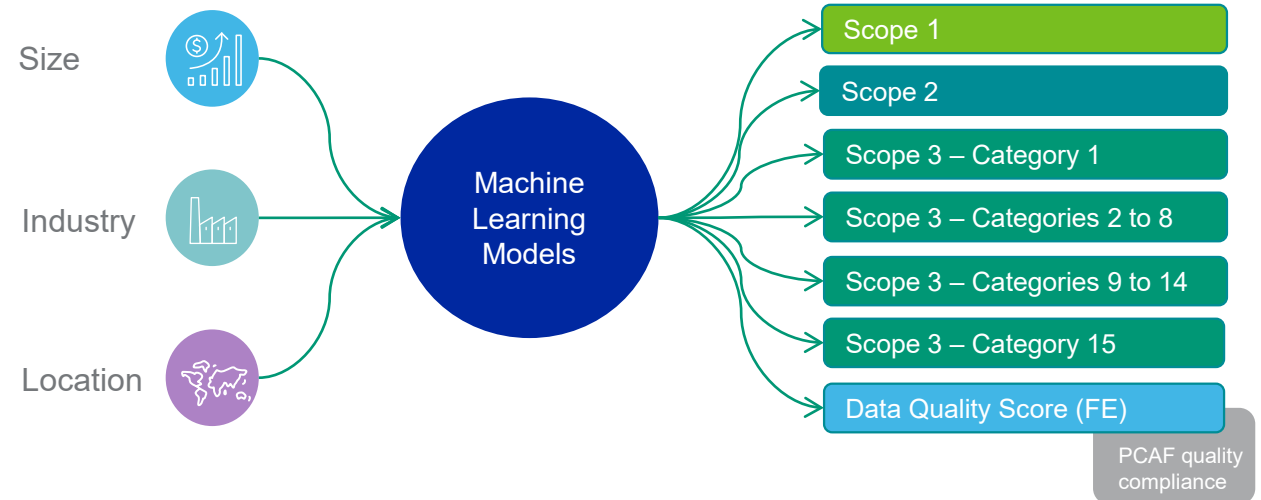 Size
Industry
Location
$
Machine
Learning
Models
Scope 1
Scope 2
Scope 3 – Category 1
Scope 3 – Categories 2 to 8
Scope 3 – Categories 9 to 14
Scope 3 – Category 15
Data Quality Score (FE)
PCAF quality
compliance